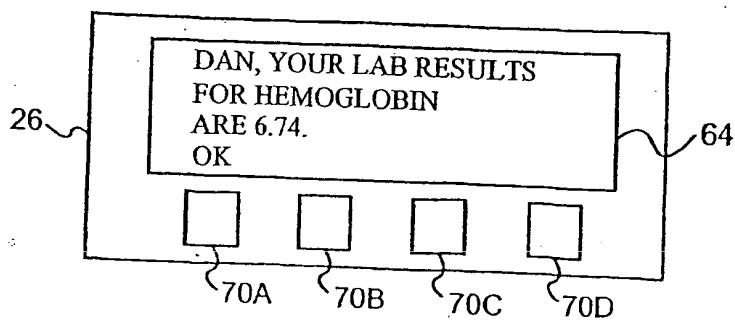 DAN, YOUR LAB RESULTS
FOR HEMOGLOBIN
ARE 6.74.
OK
26
64
70A
70B
70C
70D